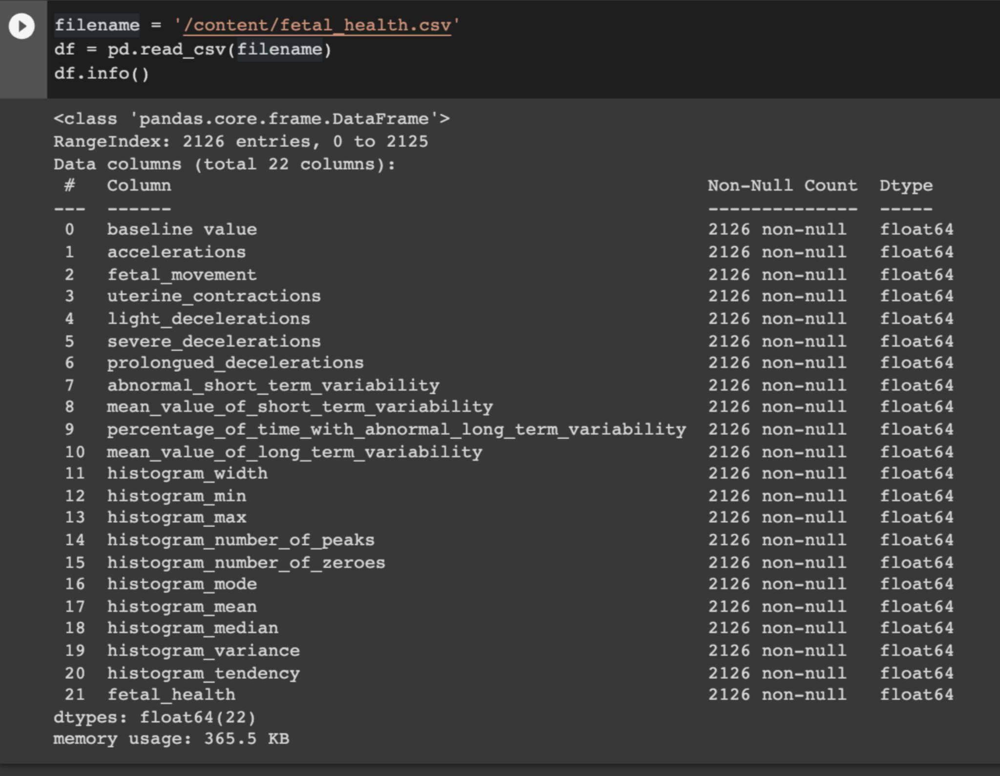 filename = '/content/fetal_health.csv'
df = pd.read_csv(filename)
df.info()
<class 'pandas.core.frame.DataFrame'>
RangeIndex: 2126 entries, 0 to 2125
Data columns (total 22 columns):
 #   Column                                                  Non-Null Count  Dtype
---  ------                                                  --------------  -----
 0   baseline value                                          2126 non-null   float64
 1   accelerations                                           2126 non-null   float64
 2   fetal_movement                                          2126 non-null   float64
 3   uterine_contractions                                    2126 non-null   float64
 4   light_decelerations                                     2126 non-null   float64
 5   severe_decelerations                                    2126 non-null   float64
 6   prolongued_decelerations                                2126 non-null   float64
 7   abnormal_short_term_variability                         2126 non-null   float64
 8   mean_value_of_short_term_variability                    2126 non-null   float64
 9   percentage_of_time_with_abnormal_long_term_variability  2126 non-null   float64
 10  mean_value_of_long_term_variability                     2126 non-null   float64
 11  histogram_width                                         2126 non-null   float64
 12  histogram_min                                           2126 non-null   float64
 13  histogram_max                                           2126 non-null   float64
 14  histogram_number_of_peaks                               2126 non-null   float64
 15  histogram_number_of_zeroes                              2126 non-null   float64
 16  histogram_mode                                          2126 non-null   float64
 17  histogram_mean                                          2126 non-null   float64
 18  histogram_median                                        2126 non-null   float64
 19  histogram_variance                                      2126 non-null   float64
 20  histogram_tendency                                      2126 non-null   float64
 21  fetal_health                                            2126 non-null   float64
dtypes: float64(22)
memory usage: 365.5 KB